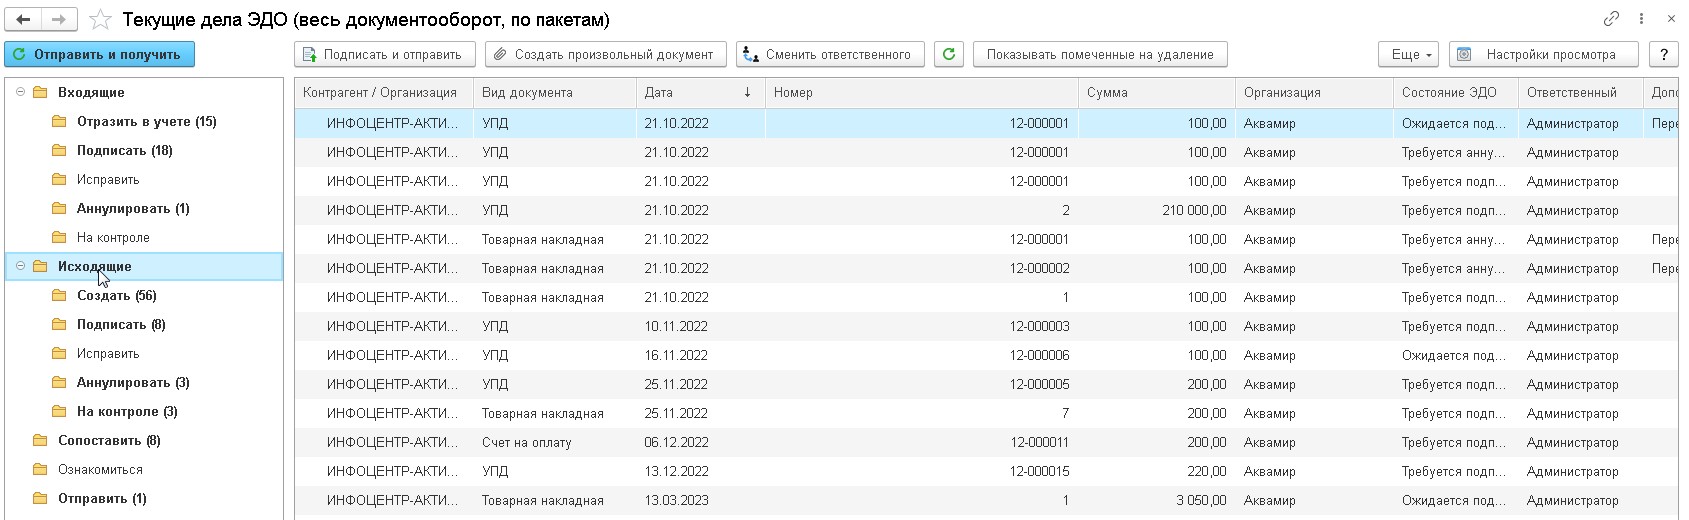 Текущие дела ЭДО (весь документооборот, по пакетам)
Отправить и получить
Подписать и отправить Создать произвольный документ Сменить ответственного Показывать помеченные на удаление Еще Настройки просмотра ?
Входящие
Отразить в учете (15)
Подписать (18)
Исправить
Аннулировать (1)
На контроле
Исходящие
Создать (56)
Подписать (8)
Исправить
Аннулировать (3)
На контроле (3)
Сопоставить (8)
Ознакомиться
Отправить (1)
Контрагент / Организация Вид документа Дата ↓ Номер Сумма Организация Состояние ЭДО Ответственный Допо
ИНФОЦЕНТР-АКТИ... УПД 21.10.2022 12-000001 100,00 Аквамир Ожидается под... Администратор Пере
ИНФОЦЕНТР-АКТИ... УПД 21.10.2022 12-000001 100,00 Аквамир Требуется анну... Администратор
ИНФОЦЕНТР-АКТИ... УПД 21.10.2022 12-000001 100,00 Аквамир Требуется подп... Администратор
ИНФОЦЕНТР-АКТИ... УПД 21.10.2022 2 210 000,00 Аквамир Требуется подп... Администратор
ИНФОЦЕНТР-АКТИ... Товарная накладная 21.10.2022 12-000001 100,00 Аквамир Требуется анну... Администратор Пере
ИНФОЦЕНТР-АКТИ... Товарная накладная 21.10.2022 12-000002 100,00 Аквамир Требуется анну... Администратор Пере
ИНФОЦЕНТР-АКТИ... Товарная накладная 21.10.2022 1 100,00 Аквамир Требуется подп... Администратор
ИНФОЦЕНТР-АКТИ... УПД 10.11.2022 12-000003 100,00 Аквамир Требуется подп... Администратор
ИНФОЦЕНТР-АКТИ... УПД 16.11.2022 12-000006 100,00 Аквамир Ожидается под... Администратор
ИНФОЦЕНТР-АКТИ... УПД 25.11.2022 12-000005 200,00 Аквамир Требуется подп... Администратор
ИНФОЦЕНТР-АКТИ... Товарная накладная 25.11.2022 7 200,00 Аквамир Требуется подп... Администратор
ИНФОЦЕНТР-АКТИ... Счет на оплату 06.12.2022 12-000011 200,00 Аквамир Требуется подп... Администратор
ИНФОЦЕНТР-АКТИ... УПД 13.12.2022 12-000015 220,00 Аквамир Требуется подп... Администратор
ИНФОЦЕНТР-АКТИ... Товарная накладная 13.03.2023 1 3 050,00 Аквамир Ожидается под... Администратор